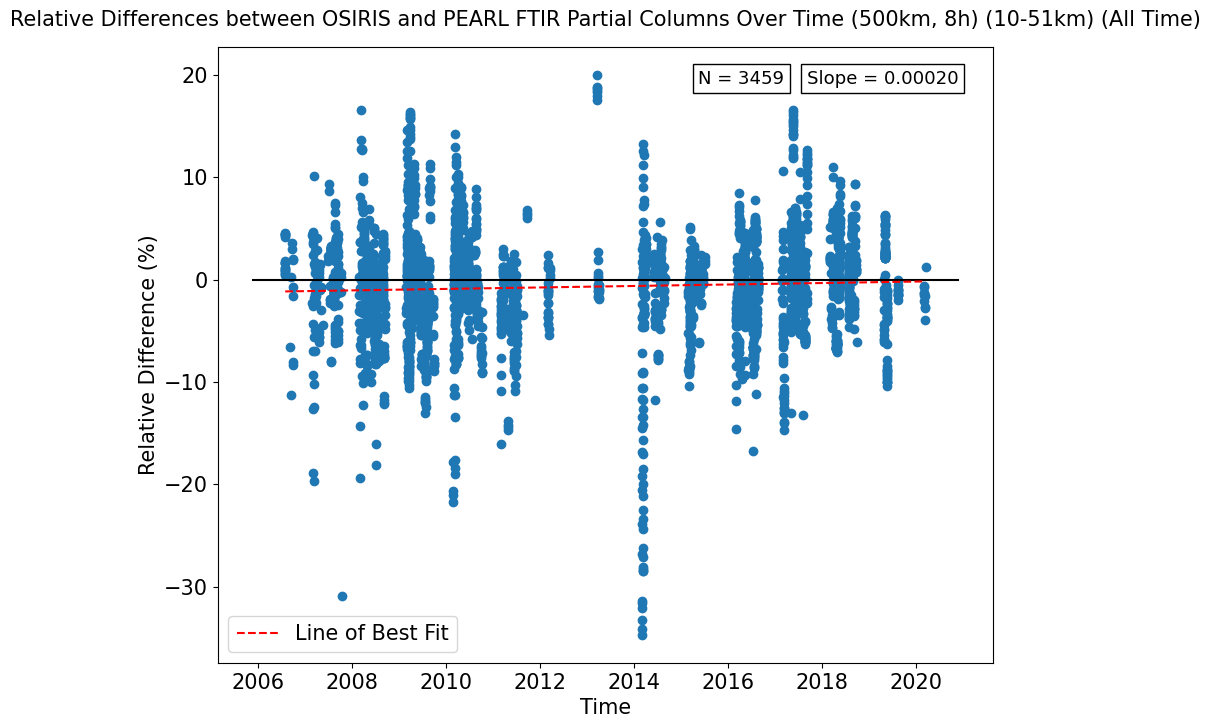 Relative Differences between OSIRIS and PEARL FTIR Partial Columns Over Time (500km, 8h) (10-51km) (All Time)
N = 3459
Slope = 0.00020
20
10
0
−10
−20
−30
Relative Difference (%)
Line of Best Fit
2006 2008 2010 2012 2014 2016 2018 2020
Time